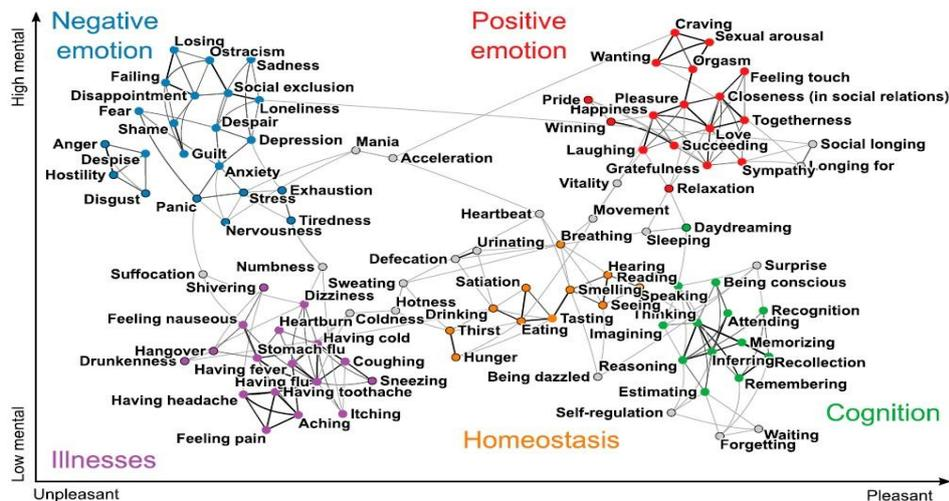 Negative
emotion
Positive
emotion
High mental
Losing
Ostracism
Sadness
Failing
Disappointment
Social exclusion
Fear
Loneliness
Shame
Despair
Anger
Depression
Despise
Guilt
Hostility
Anxiety
Disgust
Stress
Exhaustion
Panic
Nervousness
Tiredness
Mania
Acceleration
Craving
Sexual arousal
Wanting
Orgasm
Feeling touch
Pride
Pleasure
Closeness (in social relations)
Happiness
Winning
Togetherness
Love
Laughing
Succeeding
Social longing
Gratefulness
Sympathy
Longing for
Vitality
Relaxation
Heartbeat
Movement
Daydreaming
Urinating
Breathing
Sleeping
Defecation
Suffocation
Numbness
Sweating
Satiation
Hearing
Reading
Surprise
Shivering
Smelling
Being conscious
Speaking
Dizziness
Hotness
Seeing
Feeling nauseous
Coldness
Drinking
Tasting
Thinking
Recognition
Heartburn
Thirst
Eating
Imagining
Attending
Having cold
Hangover
Stomach flu
Memorizing
Drunkenness
Coughing
Hunger
Inferring
Recollection
Having fever
Reasoning
Having flu
Sneezing
Being dazzled
Remembering
Having toothache
Having headache
Estimating
Aching
Itching
Self-regulation
Cognition
Feeling pain
Waiting
Homeostasis
Forgetting
Illnesses
Low mental
Unpleasant
Pleasant